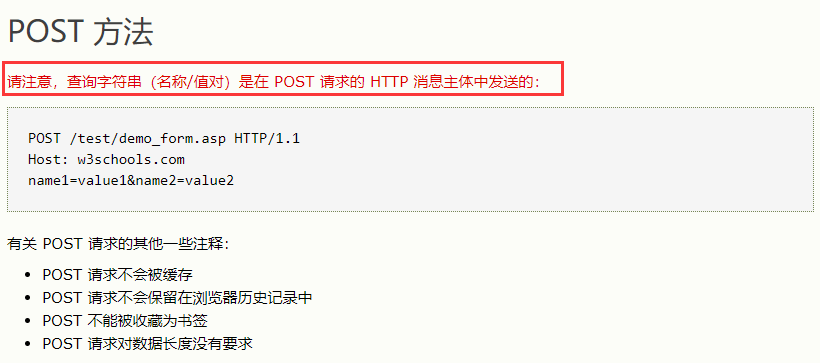 POST 方法
请注意，查询字符串（名称/值对）是在 POST 请求的 HTTP 消息主体中发送的：
POST /test/demo_form.asp HTTP/1.1
Host: w3schools.com
name1=value1&name2=value2
有关 POST 请求的其他一些注释：
• POST 请求不会被缓存
• POST 请求不会保留在浏览器历史记录中
• POST 不能被收藏为书签
• POST 请求对数据长度没有要求